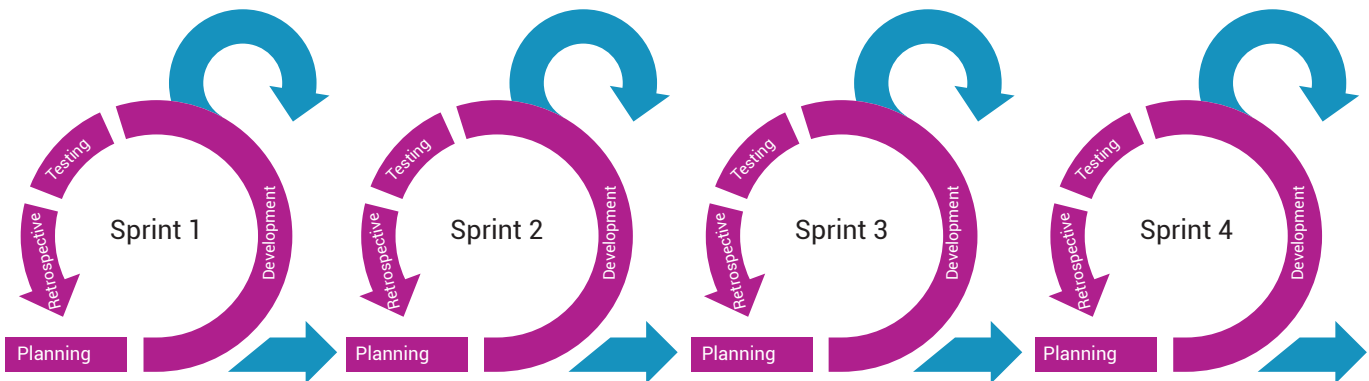 Testing
Retrospective
Sprint 1
Development
Planning
Testing
Retrospective
Sprint 2
Development
Planning
Testing
Retrospective
Sprint 3
Development
Planning
Testing
Retrospective
Sprint 4
Development
Planning